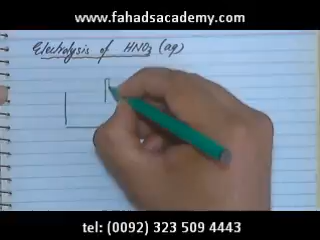 www.fahadsacademy.com
Electrolysis of HNO₃ (aq)
tel: (0092) 323 509 4443